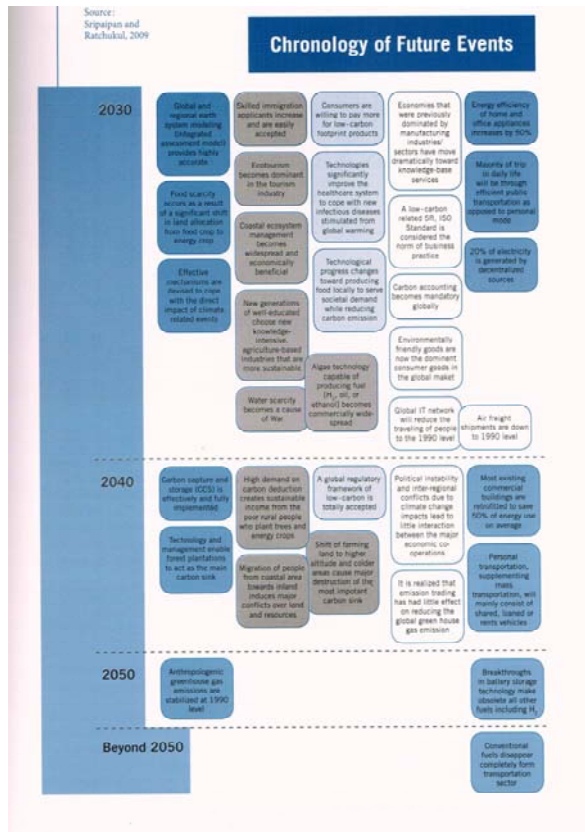 Source:
Sripaipan and
Ratchukul, 2009
Chronology of Future Events
2030
Global and
regional earth
system modeling
(integrated
assessment model)
provides highly
accurate
Food scarcity
occurs as a result
of a significant shift
in land allocation
from food crop to
energy crop
Effective
mechanisms are
devised to cope
with the direct
impact of climate
related events
Skilled immigration
applicants increase
and are easily
accepted
Ecotourism
becomes dominant
in the tourism
industry
Coastal ecosystem
management
becomes
widespread and
economically
beneficial
New generations
of well-educated
choose new
knowledge-
intensive,
agriculture-based
industries that are
more sustainable
Water scarcity
becomes a cause
of War
Consumers are
willing to pay more
for low-carbon
footprint products
Technologies
significantly
improve the
healthcare system
to cope with new
infectious diseases
stimulated from
global warming
Technological
progress changes
toward producing
food locally to serve
societal demand
while reducing
carbon emission
Algae technology
capable of
producing fuel
(H2, oil, or
ethanol) becomes
commercially wide-
spread
Economies that
were previously
dominated by
manufacturing
industries/
sectors have move
dramatically toward
knowledge-base
services
A low-carbon
related SR, ISO
Standard is
considered the
norm of business
practice
Carbon accounting
becomes mandatory
globally
Environmentally
friendly goods are
now the dominant
consumer goods in
the global market
Global IT network
will reduce the
traveling of people
to the 1990 level
Energy efficiency
of home and
office appliances
increases by 50%
Majority of trip
in daily life
will be through
efficient public
transportation as
opposed to personal
mode
20% of electricity
is generated by
decentralized
sources
Air freight
shipments are down
to 1990 level
2040
Carbon capture and
storage (CCS) is
effectively and fully
implemented
Technology and
management enable
forest plantations
to act as the main
carbon sink
High demand on
carbon deduction
creates sustainable
income from the
poor rural people
who plant trees and
energy crops
Migration of people
from coastal area
towards inland
induces major
conflicts over land
and resources.
A global regulatory
framework of
low-carbon is
totally accepted
Shift of farming
land to higher
altitude and colder
areas cause major
destruction of the
most impotant
carbon sink
Political instability
and inter-regional
conflicts due to
climate change
impacts lead to
little interaction
between the major
economic co-
operations
It is realized that
emission trading
has had little effect
on reducing the
global green house
gas emission
Most existing
commercial
buildings are
retrofitted to save
50% of energy use
on average
Personal
transportation,
supplementing
mass
transportation, will
mainly consist of
shared, loaned or
rents vehicles
2050
Anthropologenic
greenhouse gas
emissions are
stabilized at 1990
level
Breakthroughs
in battery storage
technology make
obsolete all other
fuels including H2
Beyond 2050
Conventional
fuels disappear
completely form
transportation
sector